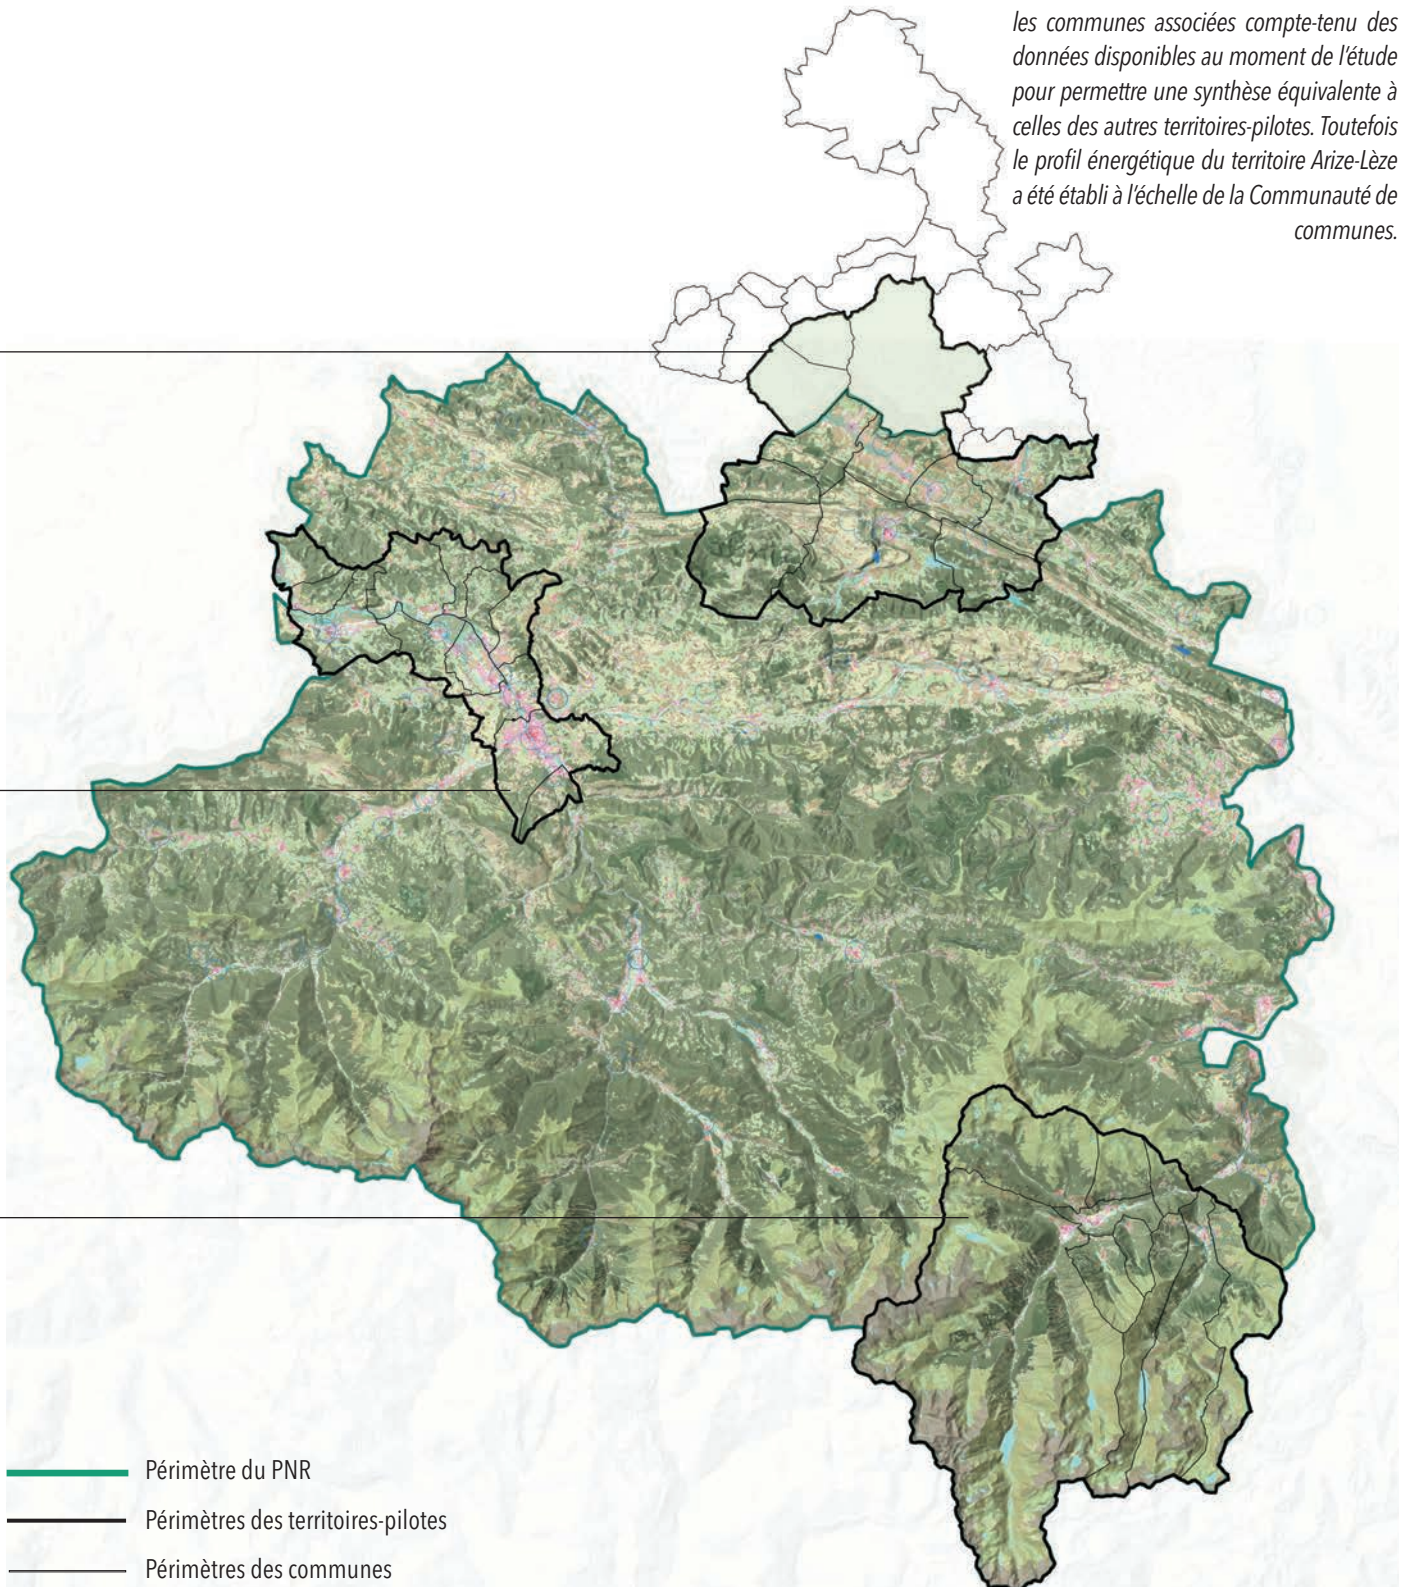 les communes associées compte-tenu des
données disponibles au moment de l'étude
pour permettre une synthèse équivalente à
celles des autres territoires-pilotes. Toutefois
le profil énergétique du territoire Arize-Lèze
a été établi à l'échelle de la Communauté de
communes.
Périmètre du PNR
Périmètres des territoires-pilotes
Périmètres des communes